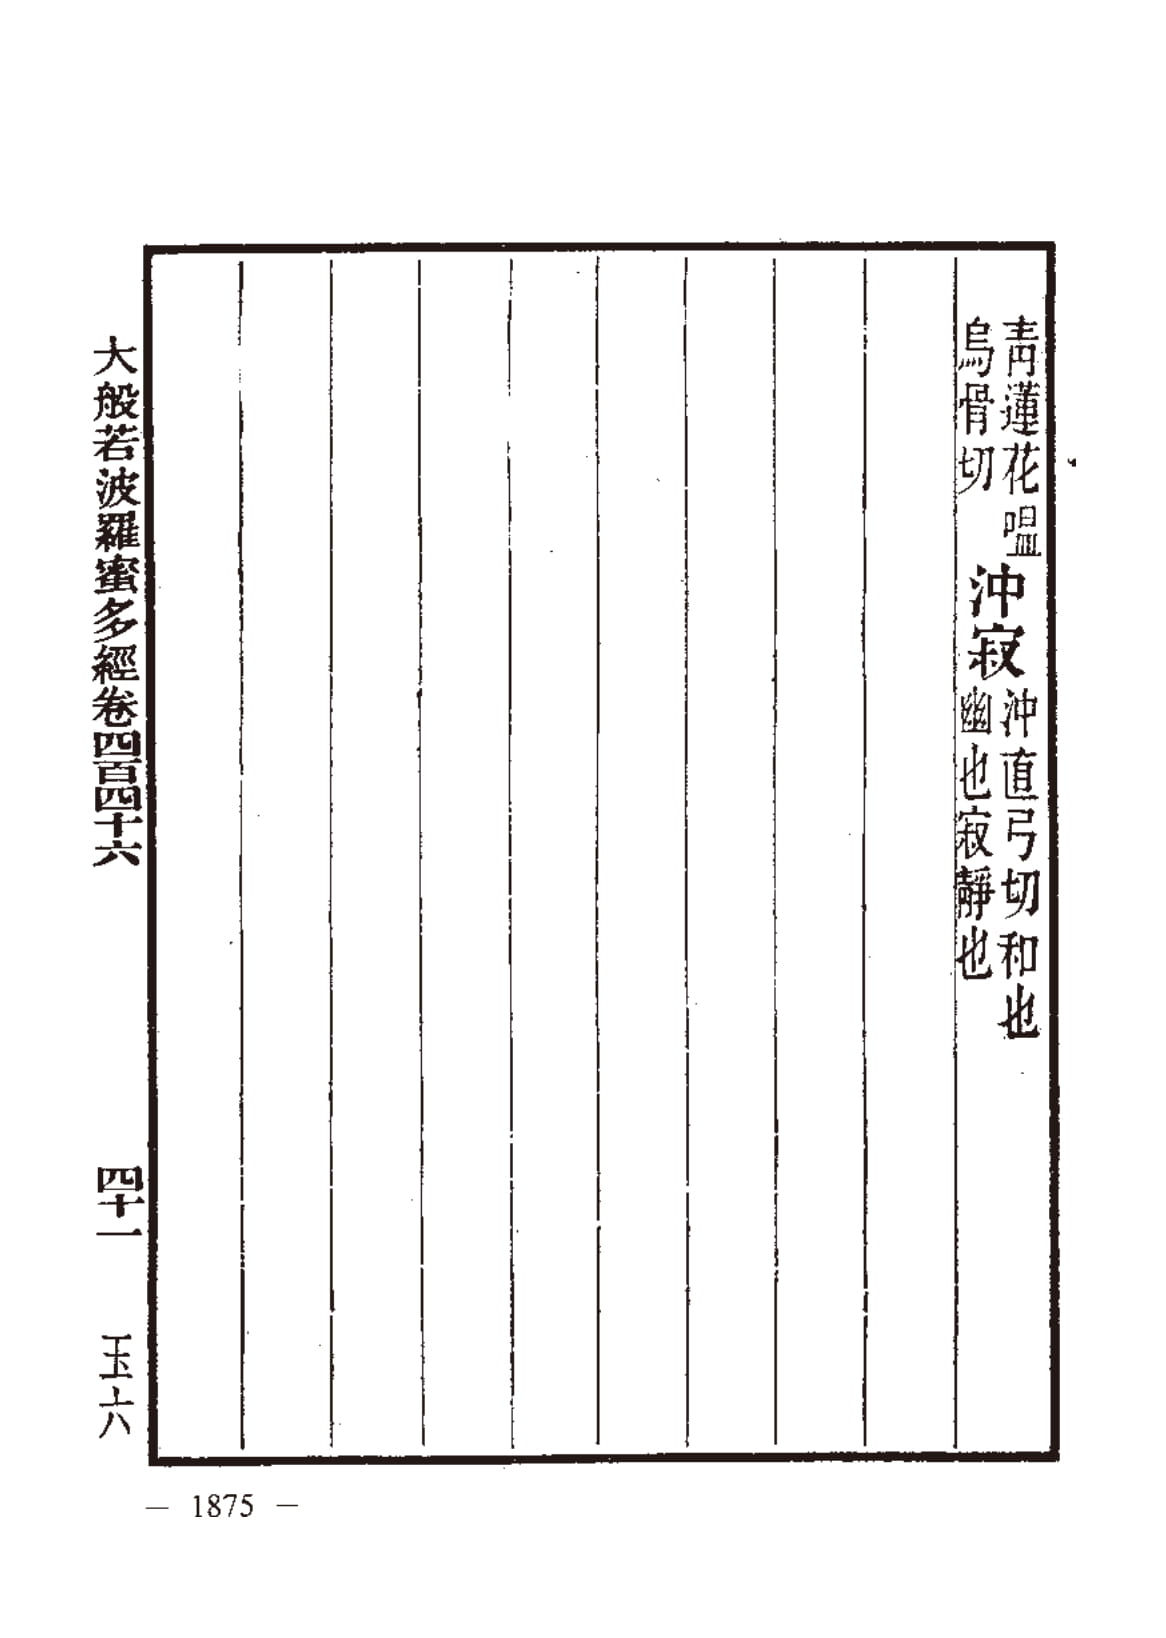 青蓮花嗢
烏骨切
沖寂
沖直弓切和也
幽也寂靜也
大般若波羅蜜多經卷四百四十六
四十一
玉六
— 1875 —